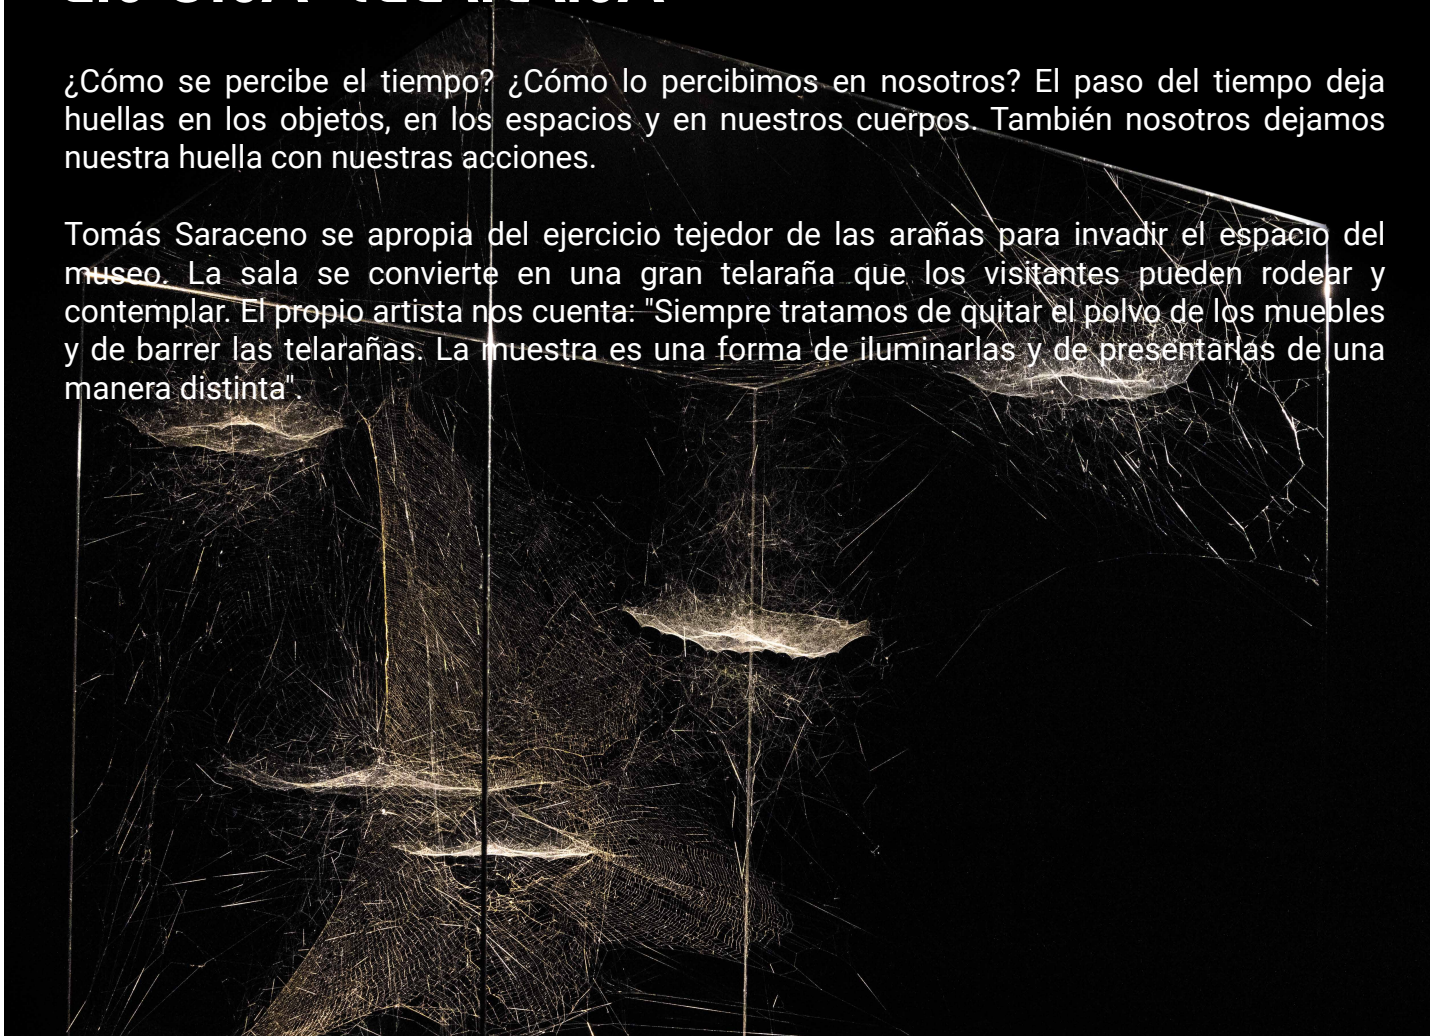 ¿Cómo se percibe el tiempo? ¿Cómo lo percibimos en nosotros? El paso del tiempo deja
huellas en los objetos, en los espacios y en nuestros cuerpos. También nosotros dejamos
nuestra huella con nuestras acciones.
Tomás Saraceno se apropia del ejercicio tejedor de las arañas para invadir el espacio del
museo. La sala se convierte en una gran telaraña que los visitantes pueden rodear y
contemplar. El propio artista nos cuenta: "Siempre tratamos de quitar el polvo de los muebles
y de barrer las telarañas. La muestra es una forma de iluminarlas y de presentarlas de una
manera distinta".